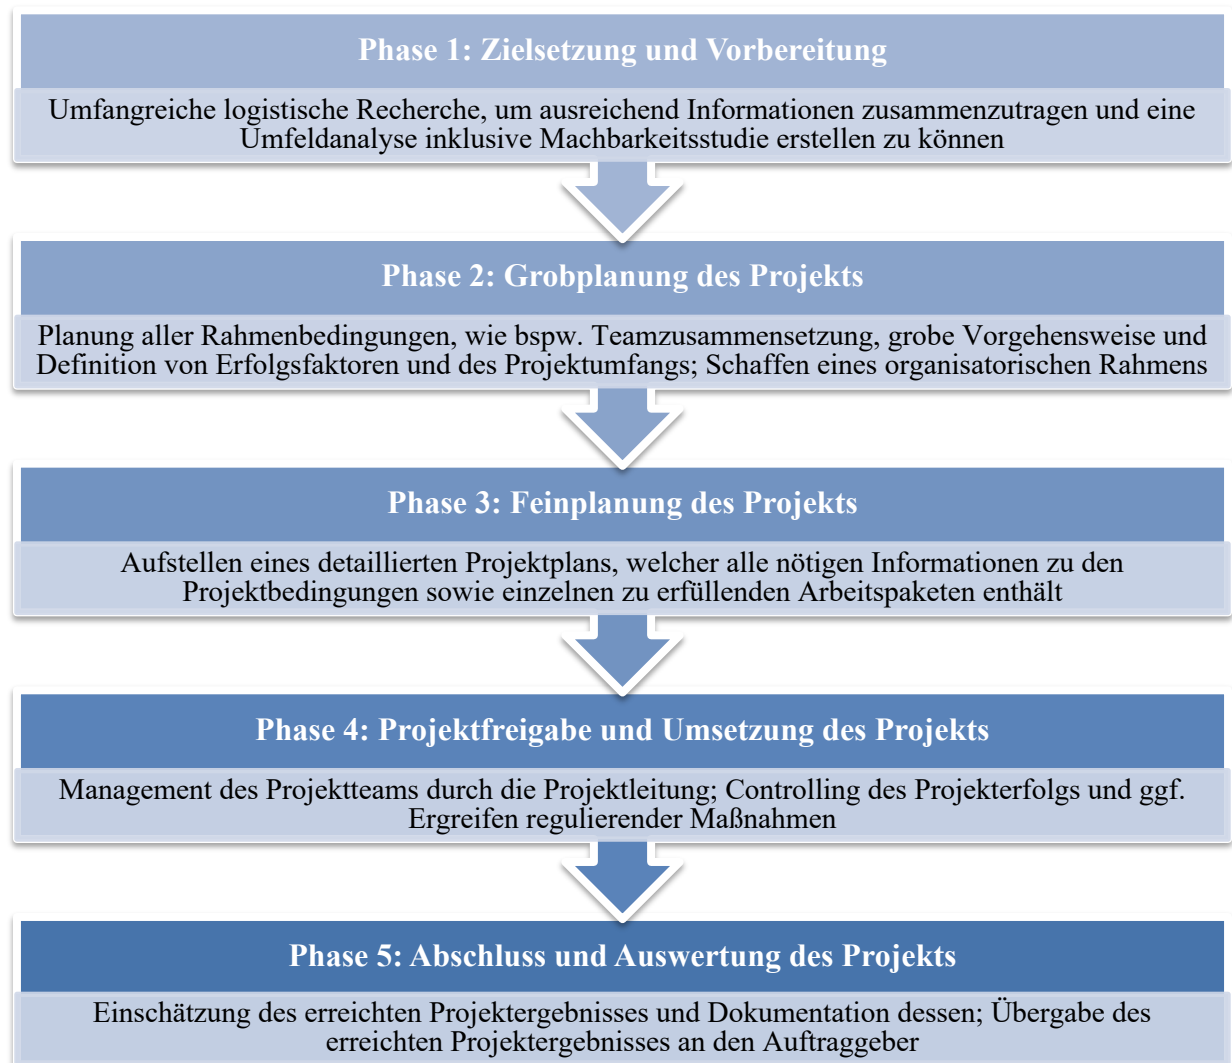 Phase 1: Zielsetzung und Vorbereitung
Umfangreiche logistische Recherche, um ausreichend Informationen zusammenzutragen und eine
Umfeldanalyse inklusive Machbarkeitsstudie erstellen zu können
Phase 2: Grobplanung des Projekts
Planung aller Rahmenbedingungen, wie bspw. Teamzusammensetzung, grobe Vorgehensweise und
Definition von Erfolgsfaktoren und des Projektumfangs; Schaffen eines organisatorischen Rahmens
Phase 3: Feinplanung des Projekts
Aufstellen eines detaillierten Projektplans, welcher alle nötigen Informationen zu den
Projektbedingungen sowie einzelnen zu erfüllenden Arbeitspaketen enthält
Phase 4: Projektfreigabe und Umsetzung des Projekts
Management des Projektteams durch die Projektleitung; Controlling des Projekterfolgs und ggf.
Ergreifen regulierender Maßnahmen
Phase 5: Abschluss und Auswertung des Projekts
Einschätzung des erreichten Projektergebnisses und Dokumentation dessen; Übergabe des
erreichten Projektergebnisses an den Auftraggeber